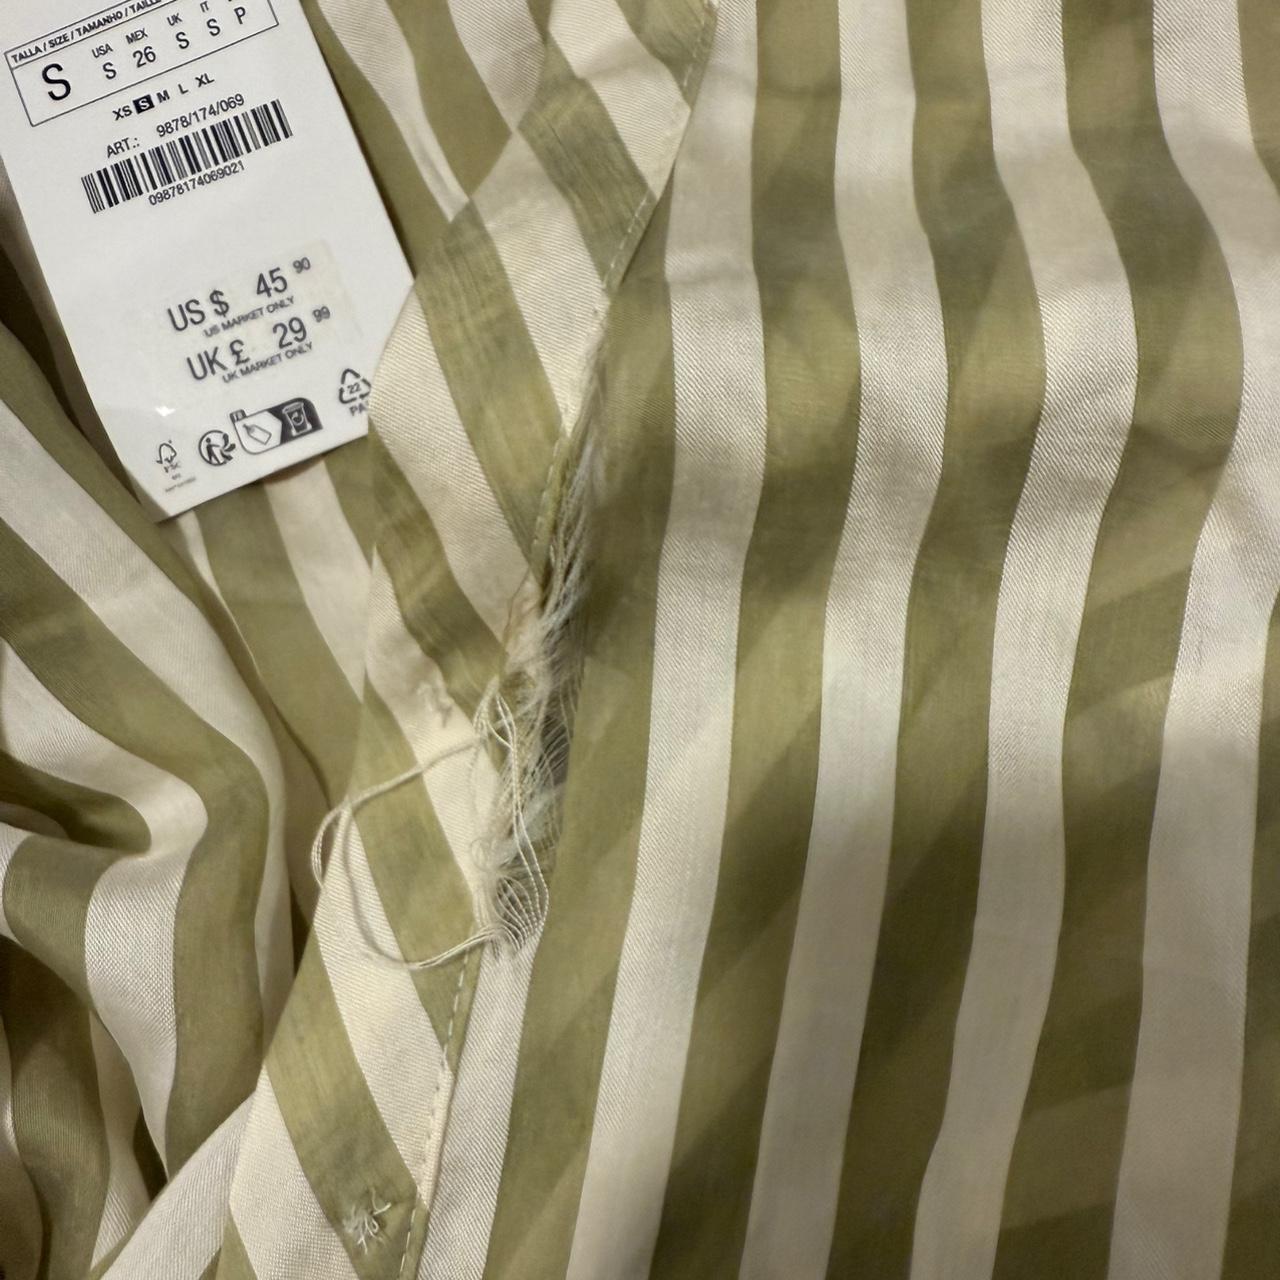 TALLA / SIZE / TAMANHO / TAILLE
USA MEX UK IT
S S 26 S S P
XS S M L XL
ART.: 9878/174/069
09878174069021
US $ 45 90
US MARKET ONLY
UK £ 29 99
UK MARKET ONLY
22
FSC